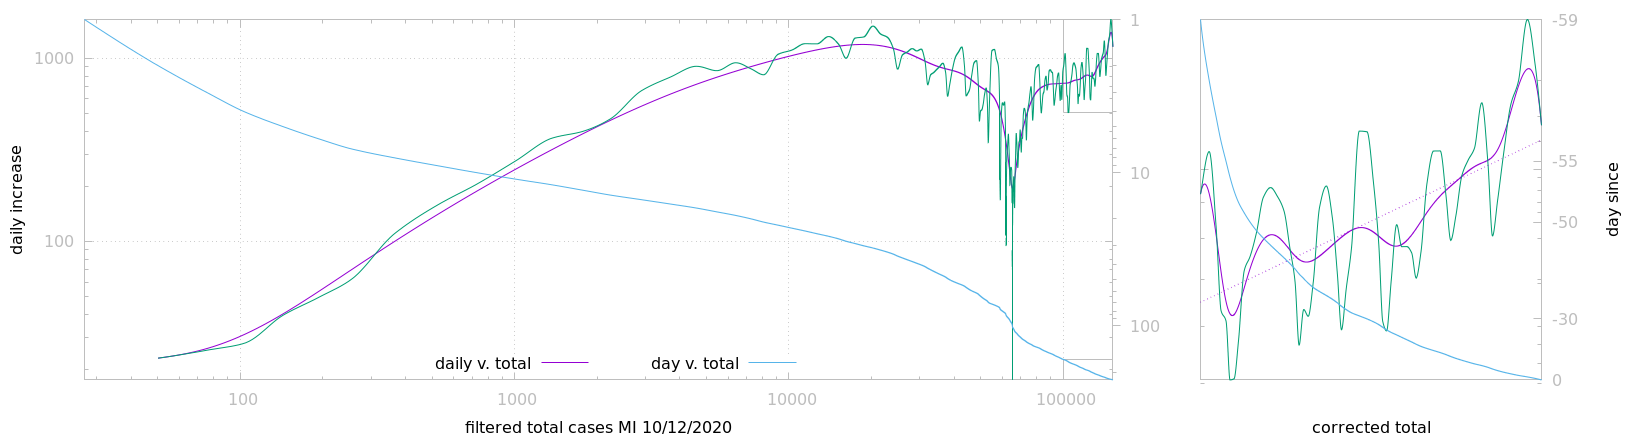 daily increase
1000
100
100
1000
10000
100000
filtered total cases MI 10/12/2020
daily v. total
day v. total
1
10
100
-59
-55
-50
-30
0
day since
corrected total